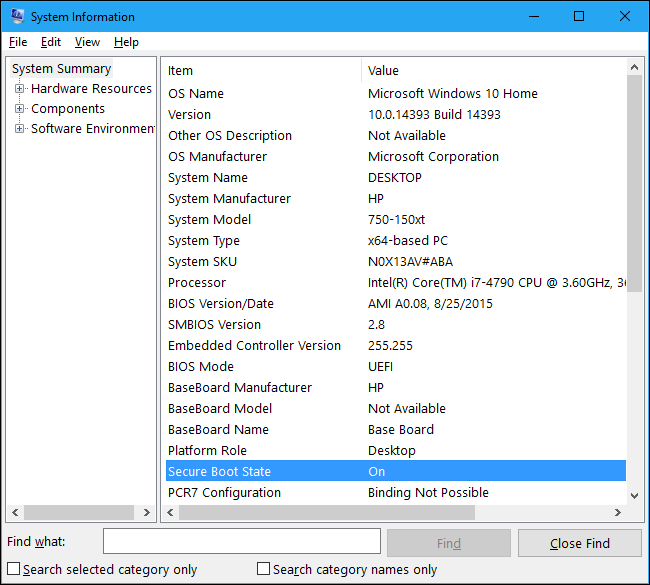 System Information
File Edit View Help
System Summary
Hardware Resources
Components
Software Environmen
Item Value
OS Name Microsoft Windows 10 Home
Version 10.0.14393 Build 14393
Other OS Description Not Available
OS Manufacturer Microsoft Corporation
System Name DESKTOP
System Manufacturer HP
System Model 750-150xt
System Type x64-based PC
System SKU N0X13AV#ABA
Processor Intel(R) Core(TM) i7-4790 CPU @ 3.60GHz, 36
BIOS Version/Date AMI A0.08, 8/25/2015
SMBIOS Version 2.8
Embedded Controller Version 255.255
BIOS Mode UEFI
BaseBoard Manufacturer HP
BaseBoard Model Not Available
BaseBoard Name Base Board
Platform Role Desktop
Secure Boot State On
PCR7 Configuration Binding Not Possible
Find what: Find Close Find
Search selected category only Search category names only